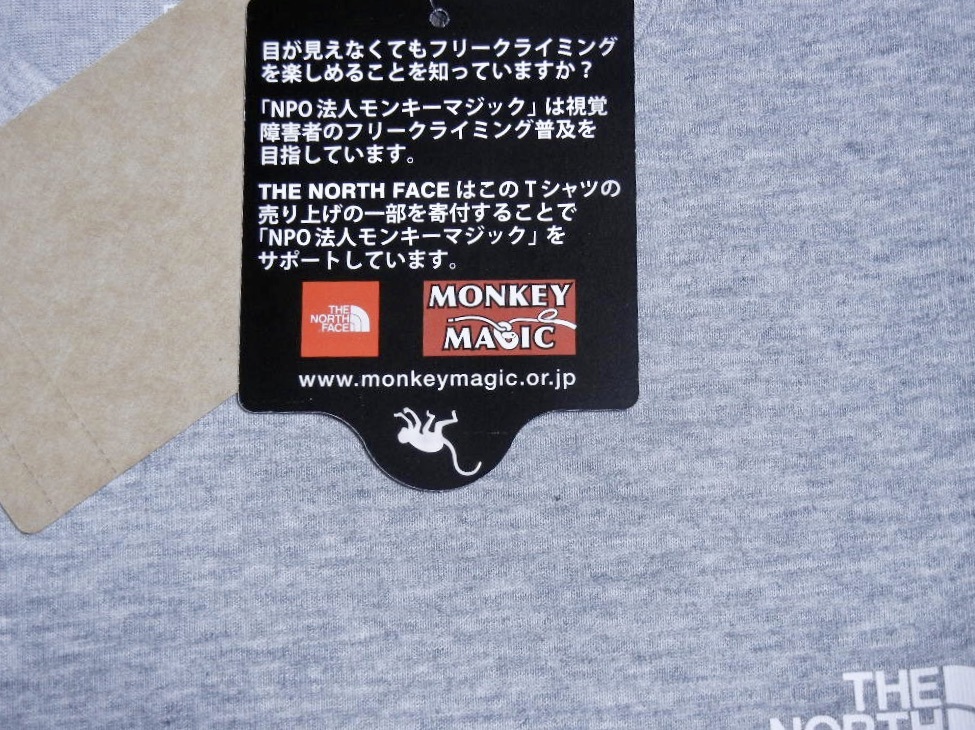 目が見えなくてもフリークライミング
を楽しめることを知っていますか？
「NPO法人モンキーマジック」は視覚
障害者のフリークライミング普及を
目指しています。
THE NORTH FACE はこの T シャツの
売り上げの一部を寄付することで
「NPO法人モンキーマジック」を
サポートしています。
THE
NORTH
FACE
MONKEY
MAGIC
www.monkeymagic.or.jp
THE
NORTH